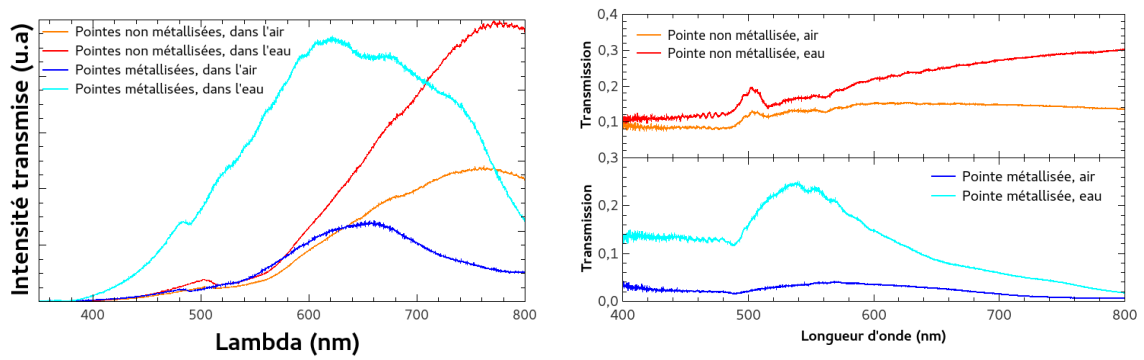 Intensité transmise (u.a)
Pointes non métallisées, dans l'air
Pointes non métallisées, dans l'eau
Pointes métallisées, dans l'air
Pointes métallisées, dans l'eau
400
500
600
700
800
Lambda (nm)
Transmission
0,4
0,3
0,2
0,1
Pointe non métallisée, air
Pointe non métallisée, eau
Transmission
0,3
0,2
0,1
0,0
Pointe métallisée, air
Pointe métallisée, eau
400
500
600
700
800
Longueur d'onde (nm)